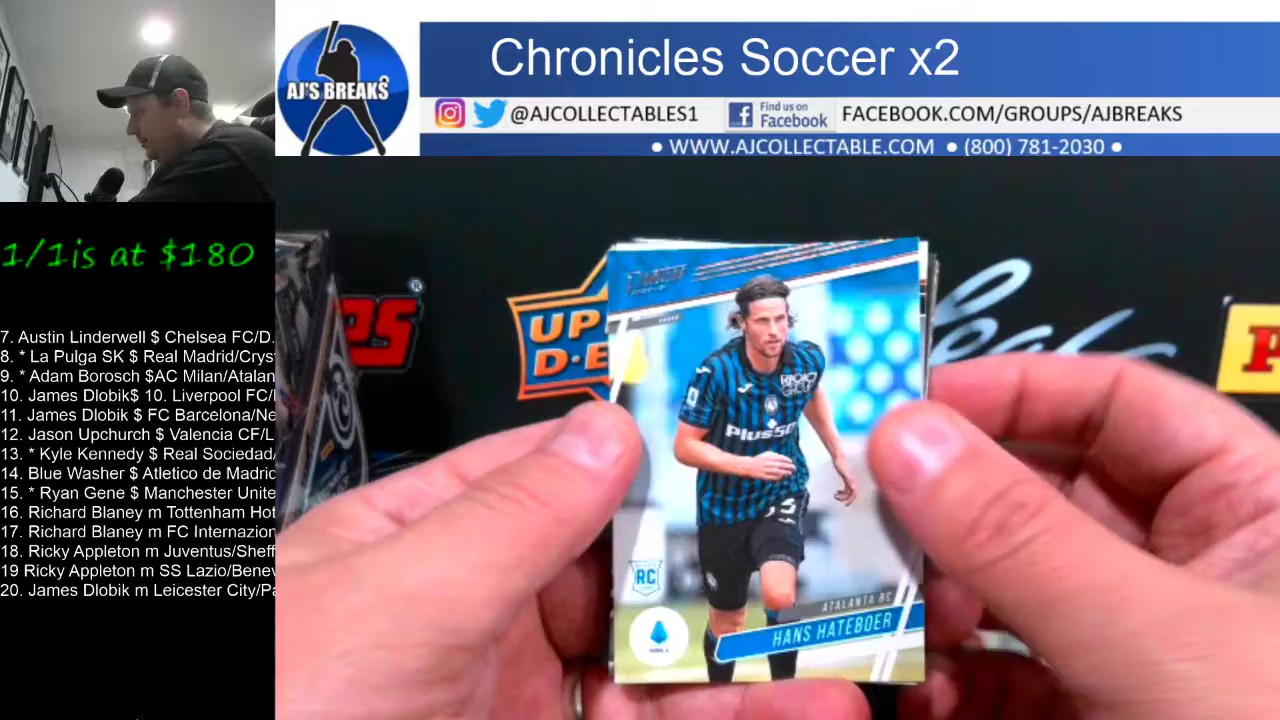 Chronicles Soccer x2
AJ'S BREAKS
@AJCOLLECTABLES1
Find us on
Facebook
FACEBOOK.COM/GROUPS/AJBREAKS
• WWW.AJCOLLECTABLE.COM • (800) 781-2030 •
1/1is at $180
7. Austin Linderwell $ Chelsea FC/D.
8. * La Pulga SK $ Real Madrid/Crys
9. * Adam Borosch $AC Milan/Atalan
10. James Dlobik$ 10. Liverpool FC/
11. James Dlobik $ FC Barcelona/Ne
12. Jason Upchurch $ Valencia CF/L
13. * Kyle Kennedy $ Real Sociedad/
14. Blue Washer $ Atletico de Madrid
15. * Ryan Gene $ Manchester Unite
16. Richard Blaney m Tottenham Hot
17. Richard Blaney m FC Internazion
18. Ricky Appleton m Juventus/Sheff
19 Ricky Appleton m SS Lazio/Benev
20. James Dlobik m Leicester City/Pa
PS
®
UP
D·E
P
Plus5
RC
ATALANTA BC
HANS HATEBOER